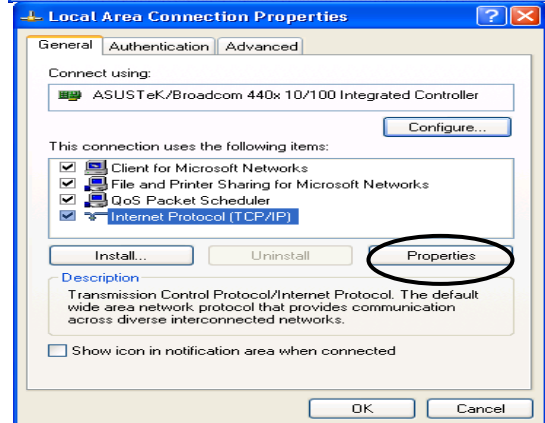 Local Area Connection Properties
General Authentication Advanced
Connect using:
ASUSTeK/Broadcom 440x 10/100 Integrated Controller
Configure...
This connection uses the following items:
Client for Microsoft Networks
File and Printer Sharing for Microsoft Networks
QoS Packet Scheduler
Internet Protocol (TCP/IP)
Install... Uninstall Properties
Description
Transmission Control Protocol/Internet Protocol. The default
wide area network protocol that provides communication
across diverse interconnected networks.
Show icon in notification area when connected
OK Cancel